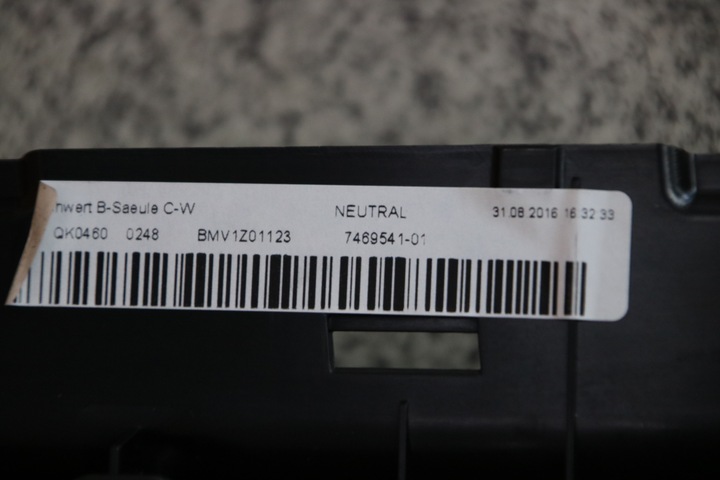 nwert B-Saeule C-W NEUTRAL 31.08.2016 16:32:33
QK0460 0248 BMV1Z01123 7469541-01